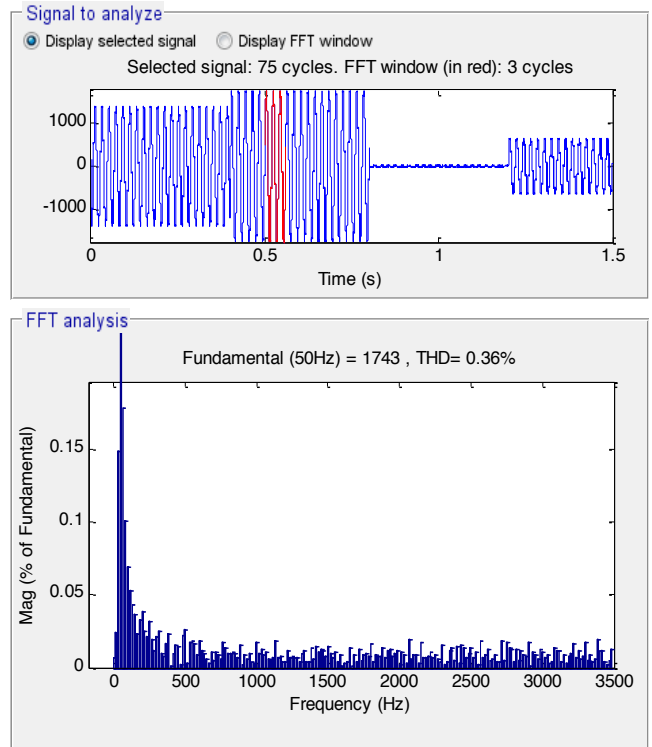 Signal to analyze
Display selected signal Display FFT window
Selected signal: 75 cycles. FFT window (in red): 3 cycles
1000
0
-1000
0 0.5 1 1.5
Time (s)
FFT analysis
Fundamental (50Hz) = 1743 , THD= 0.36%
0.15
0.1
0.05
0
Mag (% of Fundamental)
0 500 1000 1500 2000 2500 3000 3500
Frequency (Hz)